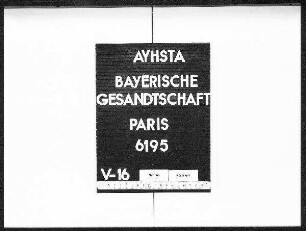 AYHSTA
BAYERISCHE
GESANDTSCHAFT
PARIS
6195
V-16